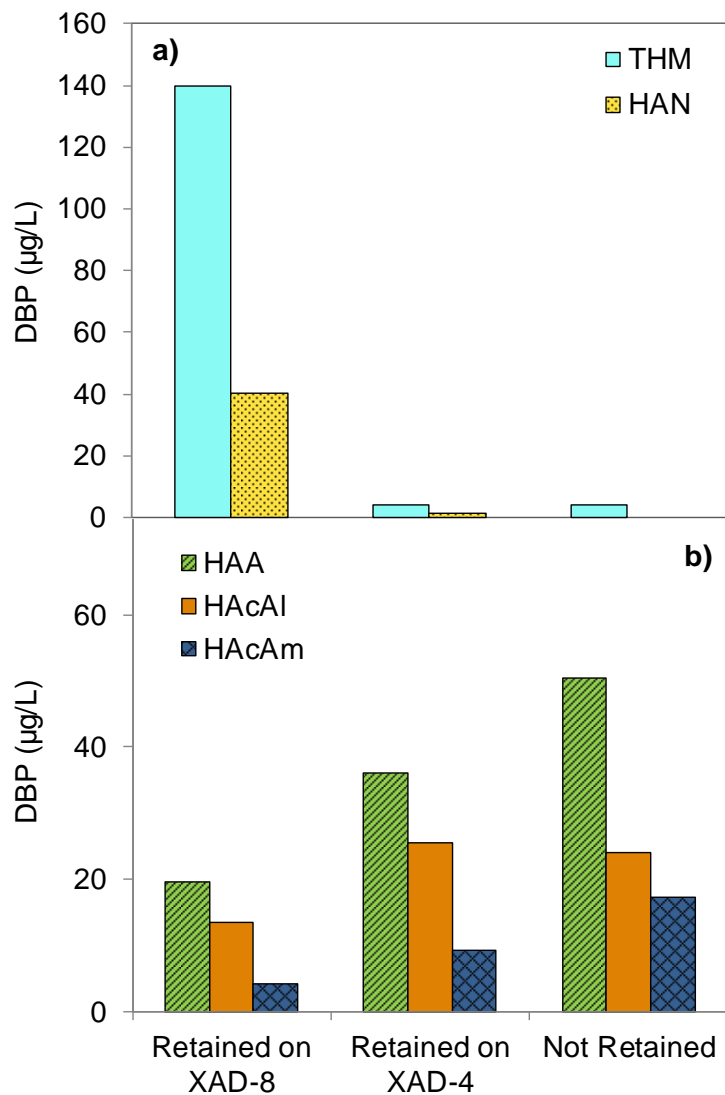 160
140
120
100
80
60
40
20
0
DBP (µg/L)
a)
THM
HAN
60
40
20
0
DBP (µg/L)
HAA
HAcAl
HAcAm
b)
Retained on
XAD-8
Retained on
XAD-4
Not Retained